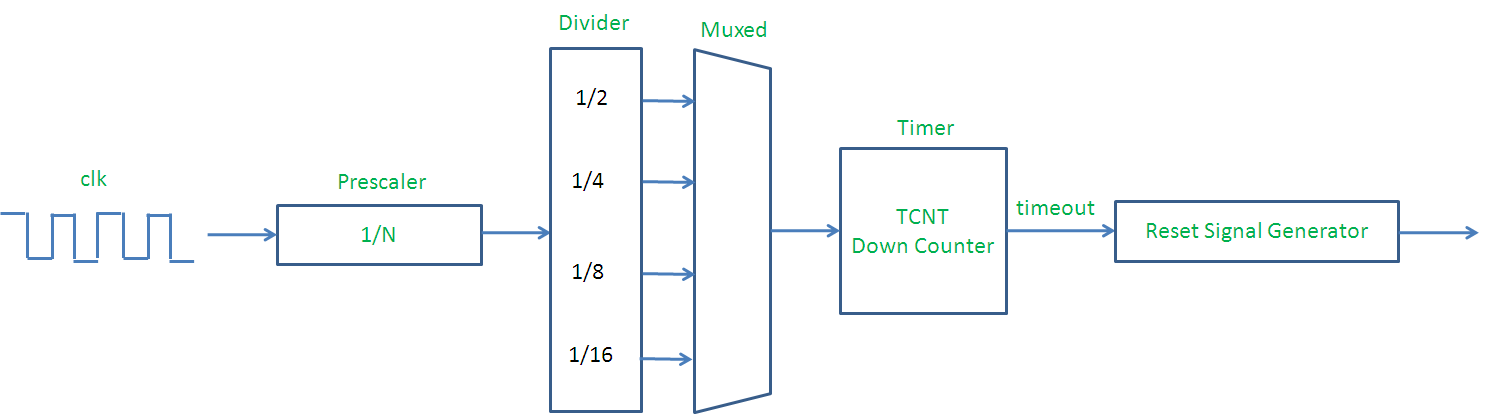 clk
Prescaler
1/N
Divider
1/2
1/4
1/8
1/16
Muxed
Timer
TCNT
Down Counter
timeout
Reset Signal Generator